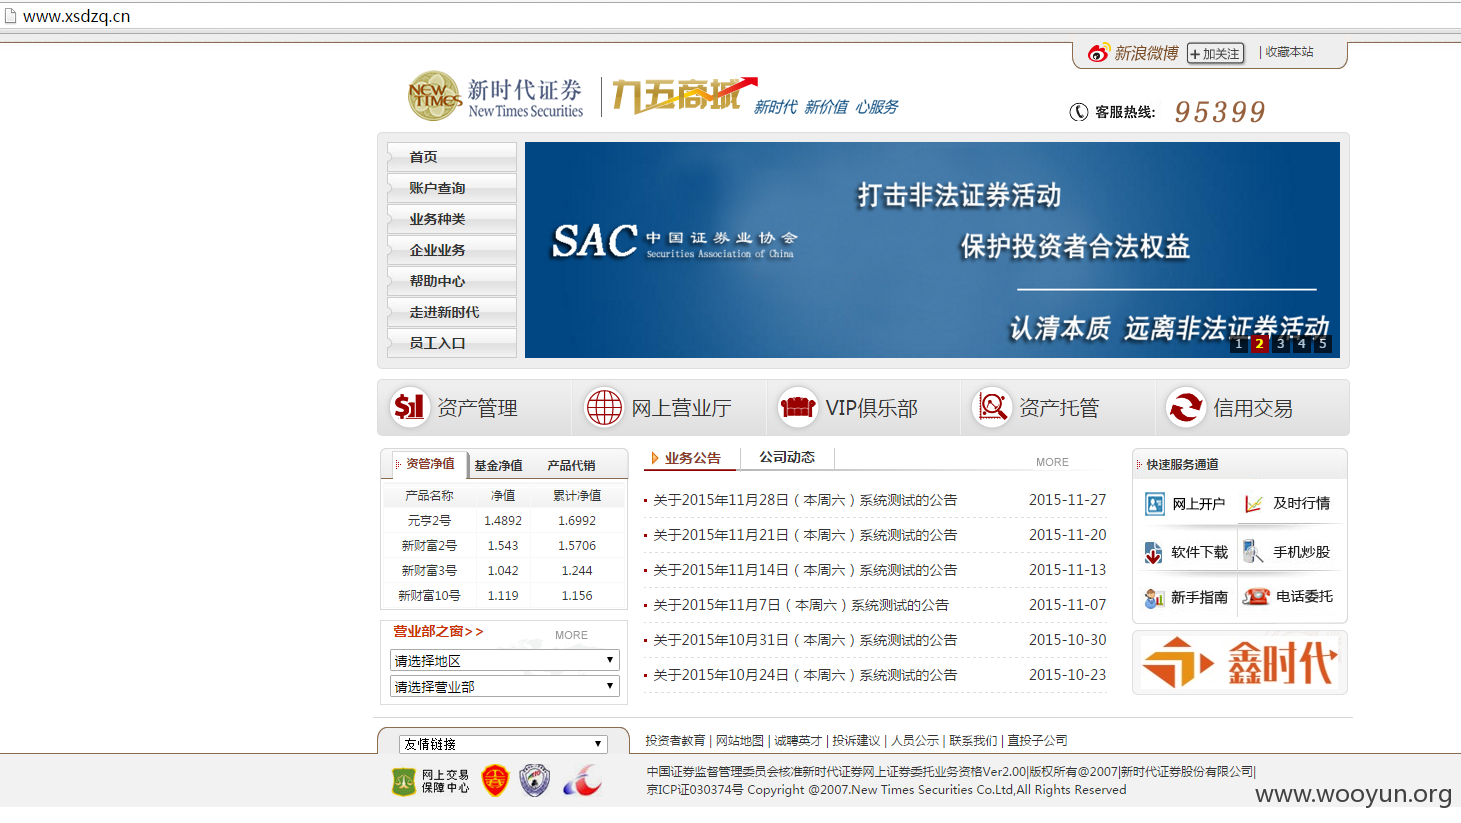 www.xsdzq.cn
新浪微博 +加关注 | 收藏本站
NEW TIMES 新时代证券 New Times Securities 九五商城 新时代 新价值 心服务
客服热线: 95399
首页
账户查询
业务种类
企业业务
帮助中心
走进新时代
员工入口
打击非法证券活动
SAC 中国证券业协会
Securities Association of China
保护投资者合法权益
认清本质 远离非法证券活动
1 2 3 4 5
资产管理 网上营业厅 VIP俱乐部 资产托管 信用交易
资管净值 基金净值 产品代销
产品名称 净值 累计净值
元亨2号 1.4892 1.6992
新财富2号 1.543 1.5706
新财富3号 1.042 1.244
新财富10号 1.119 1.156
营业部之窗>> MORE
请选择地区
请选择营业部
业务公告 公司动态 MORE
关于2015年11月28日（本周六）系统测试的公告 2015-11-27
关于2015年11月21日（本周六）系统测试的公告 2015-11-20
关于2015年11月14日（本周六）系统测试的公告 2015-11-13
关于2015年11月7日（本周六）系统测试的公告 2015-11-07
关于2015年10月31日（本周六）系统测试的公告 2015-10-30
关于2015年10月24日（本周六）系统测试的公告 2015-10-23
快速服务通道
网上开户 及时行情
软件下载 手机炒股
新手指南 电话委托
鑫时代
友情链接
网上交易
保障中心
投资者教育 | 网站地图 | 诚聘英才 | 投诉建议 | 人员公示 | 联系我们 | 直投子公司
中国证券监督管理委员会核准新时代证券网上证券委托业务资格Ver2.00|版权所有@2007|新时代证券股份有限公司|
京ICP证030374号 Copyright @2007.New Times Securities Co.Ltd,All Rights Reserved
www.wooyun.org